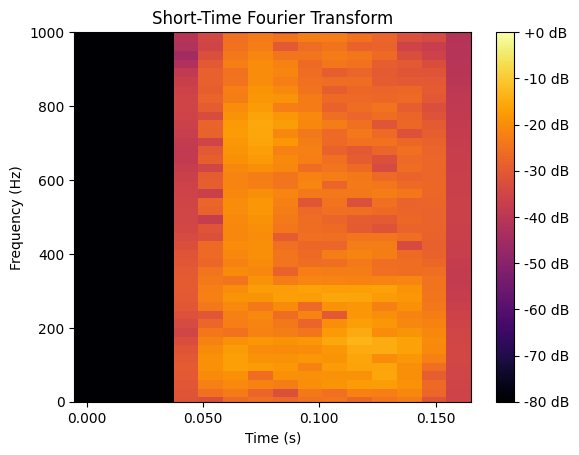 Short-Time Fourier Transform
1000
800
600
400
200
0
Frequency (Hz)
0.000
0.050
0.100
0.150
Time (s)
+0 dB
-10 dB
-20 dB
-30 dB
-40 dB
-50 dB
-60 dB
-70 dB
-80 dB